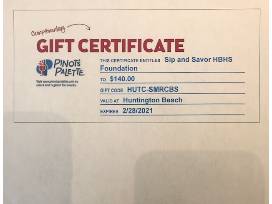 Complimentary
GIFT CERTIFICATE
PINOT'S
PALETTE
THIS CERTIFICATE ENTITLES Sip and Savor HBHS
Foundation
TO $140.00
GIFT CODE HUTC-SMRCBS
VALID AT Huntington Beach
EXPIRES 2/28/2021